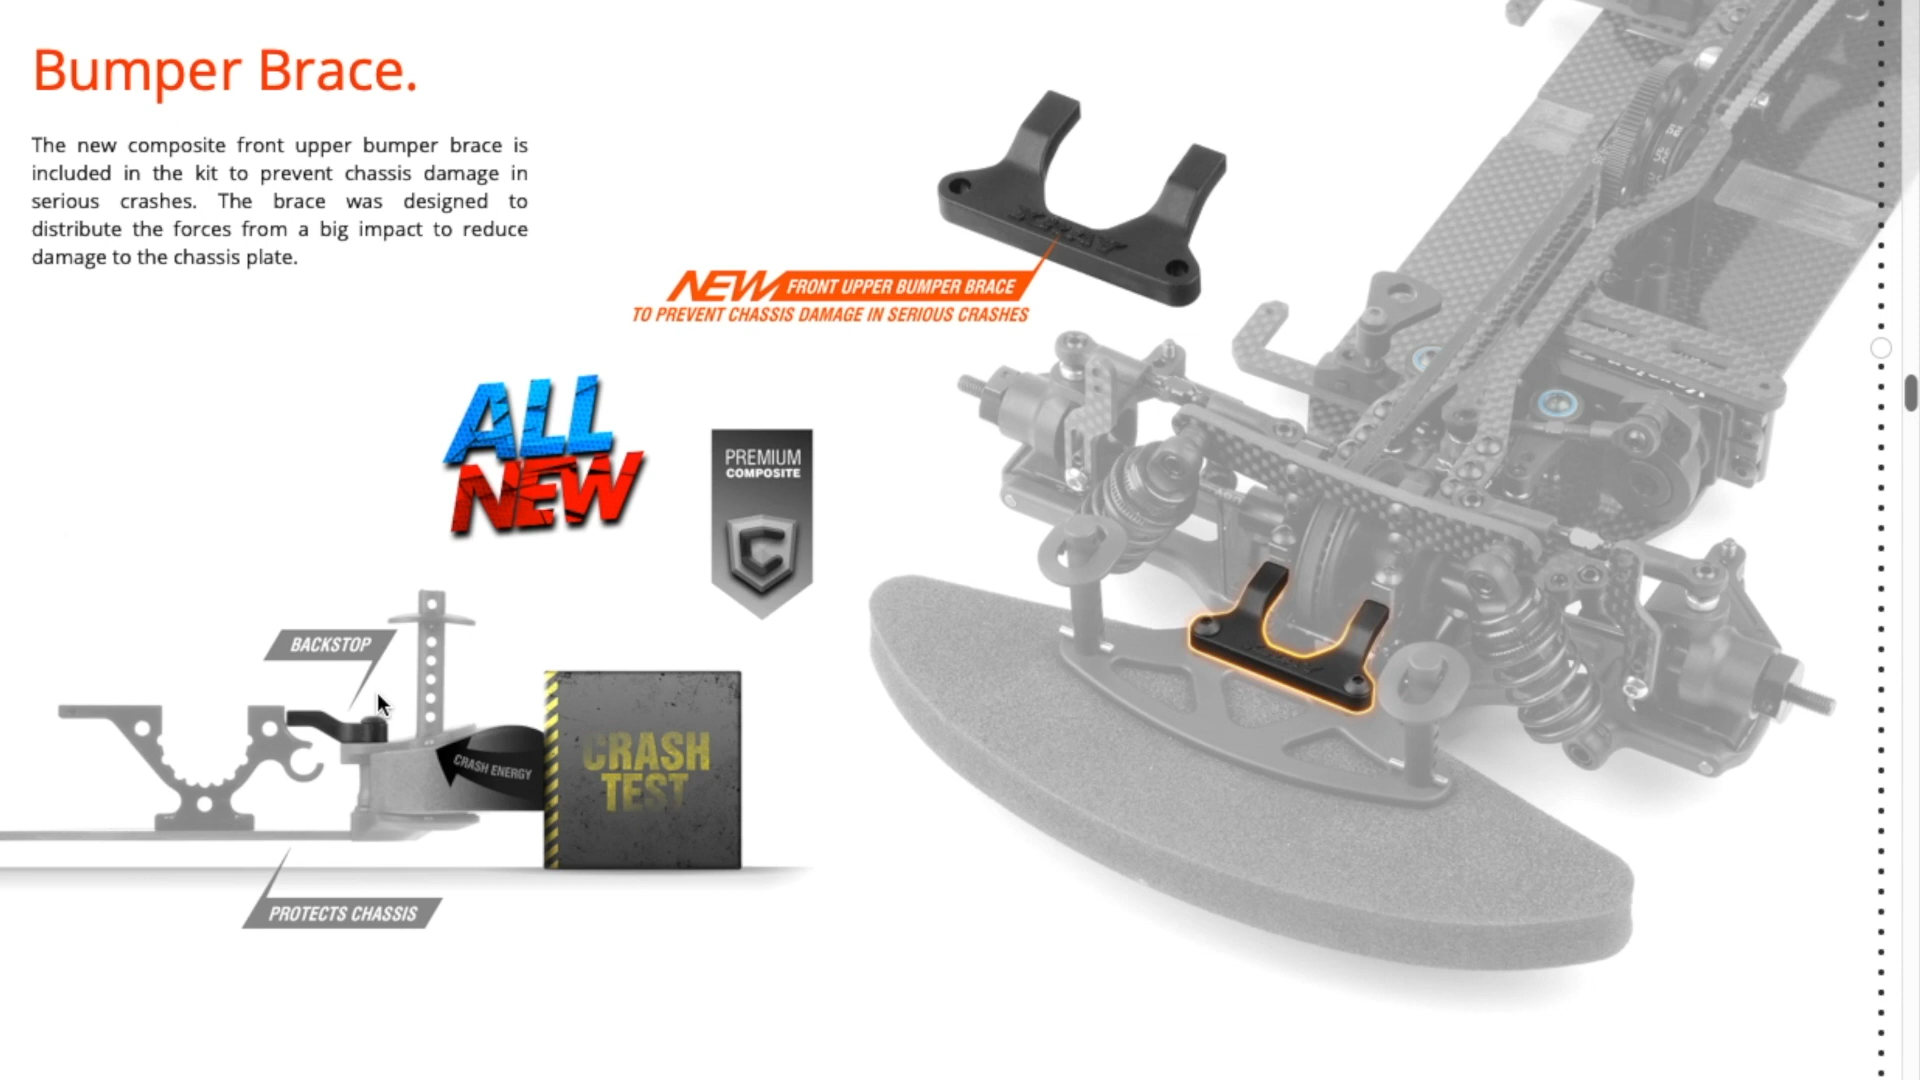 Bumper Brace.
The new composite front upper bumper brace is
included in the kit to prevent chassis damage in
serious crashes. The brace was designed to
distribute the forces from a big impact to reduce
damage to the chassis plate.
XRAY
NEW FRONT UPPER BUMPER BRACE
TO PREVENT CHASSIS DAMAGE IN SERIOUS CRASHES
ALL
NEW
PREMIUM
COMPOSITE
C
BACKSTOP
CRASH ENERGY
CRASH
TEST
PROTECTS CHASSIS